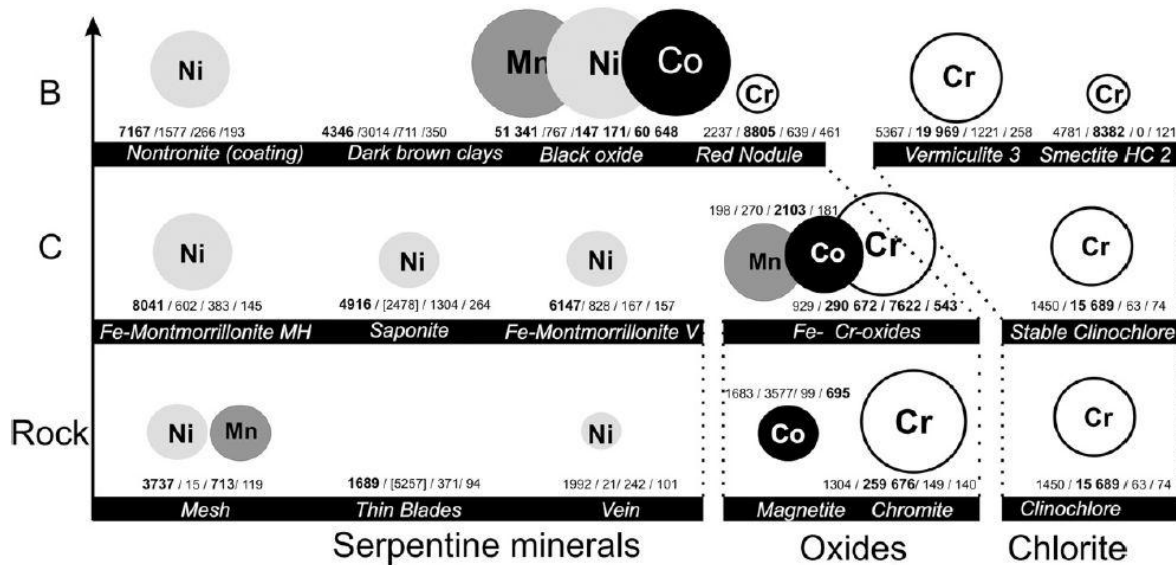 B
Ni
Mn Ni Co
Cr
Cr
Cr
7167 /1577 /266 /193
4346 /3014 /711 / 350
51 341 /767 /147 171/ 60 648
2237 / 8805 / 639 / 461
5367 / 19 969 / 1221 / 258
4781 / 8382 / 0 / 121
Nontronite (coating)
Dark brown clays
Black oxide
Red Nodule
Vermiculite 3
Smectite HC 2
C
198 / 270 / 2103 / 181
Ni
Ni
Ni
Mn Co Cr
Cr
8041 / 602 / 383 / 145
4916 / [2478] / 1304 / 264
6147/ 828 / 167 / 157
929 / 290 672 / 7622 / 543
1450 / 15 689 / 63 / 74
Fe-Montmorrillonite MH
Saponite
Fe-Montmorrillonite V
Fe- Cr-oxides
Stable Clinochlore
Rock
1683 / 3577/ 99 / 695
Ni Mn
Ni
Co
Cr
Cr
3737 / 15 / 713/ 119
1689 / [5257] / 371/ 94
1992 / 21/ 242 / 101
1304 / 259 676/ 149 / 140
1450 / 15 689 / 63 / 74
Mesh
Thin Blades
Vein
Magnetite
Chromite
Clinochlore
Serpentine minerals
Oxides
Chlorite